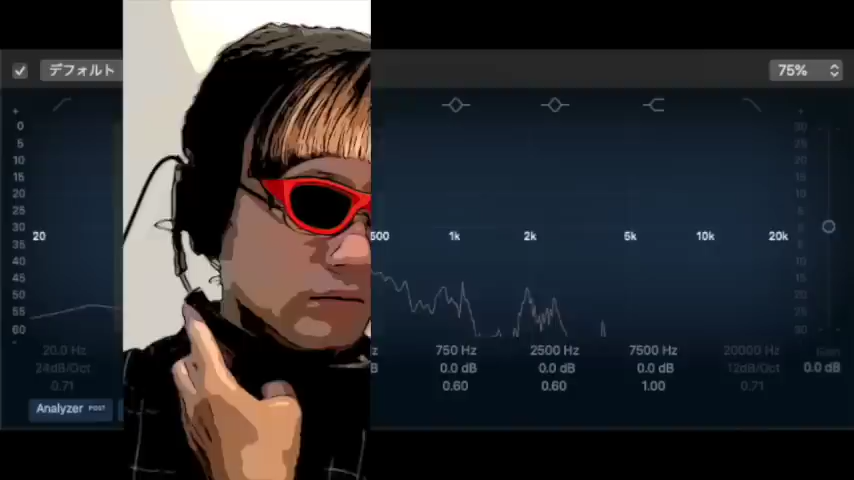 デフォルト
75%
+ +
0 30
5 25
10 20
15 15
20 10
25 5
20 500 1k 2k 5k 10k 20k
30 0
35 5
40 10
45 15
50 20
55 25
60 30
- -
20.0 Hz z 750 Hz 2500 Hz 7500 Hz 20000 Hz Gain
24dB/Oct 0.0 dB 0.0 dB 0.0 dB 12dB/Oct 0.0 dB
0.71 0.60 0.60 1.00 0.71
Analyzer POST